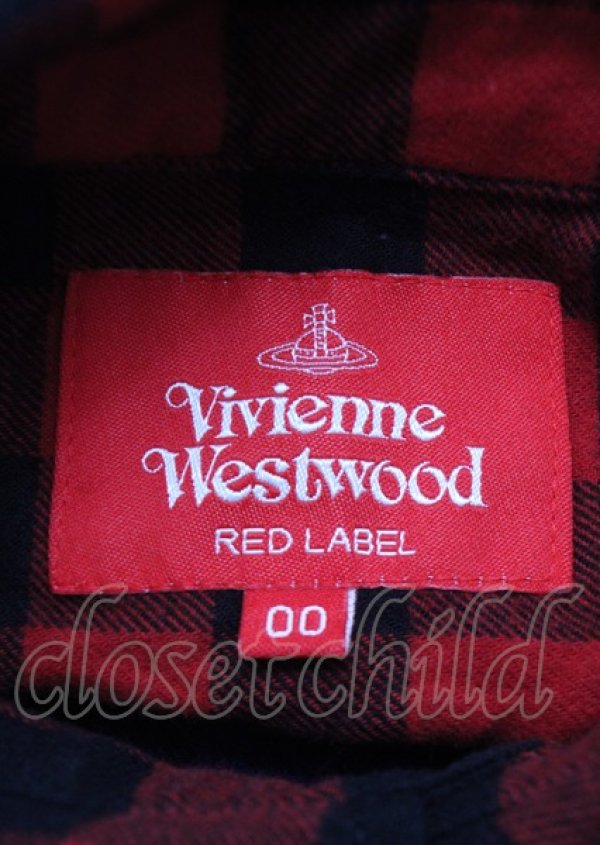 Vivienne
Westwood
RED LABEL
00
closetchild